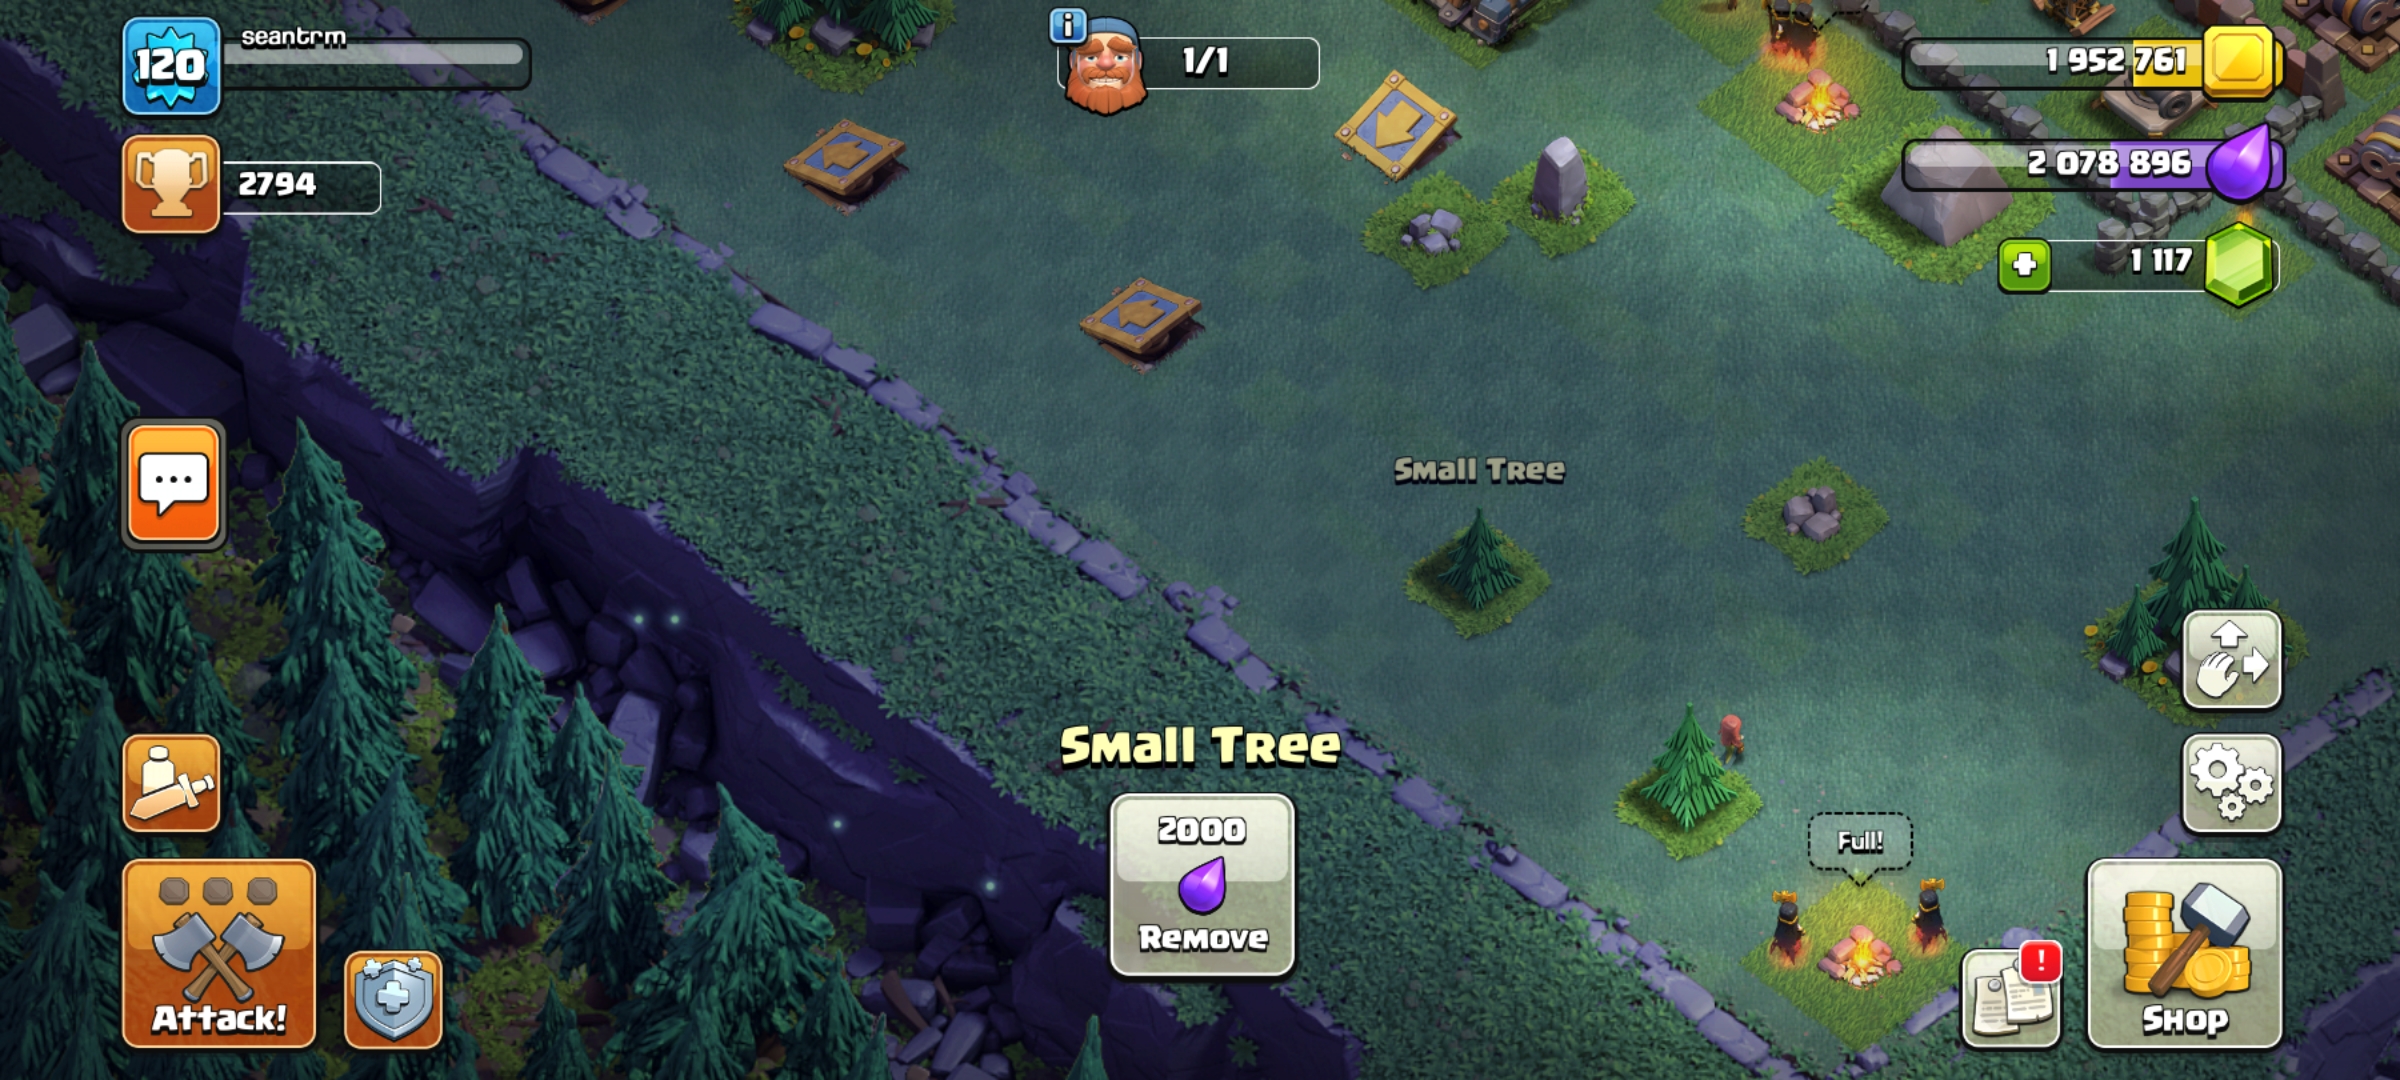 seantrm
120
1/1
1 952 761
2794
2 078 896
1 117
Small Tree
Small Tree
2000
Remove
Full!
!
Attack!
Shop